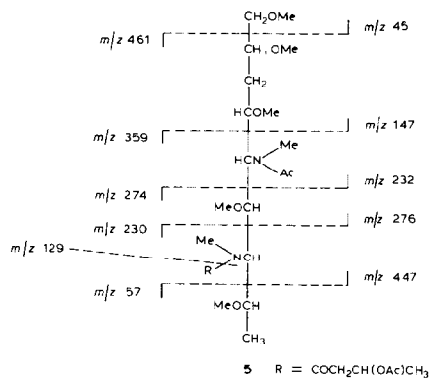 CH₂OMe
m/z 461
m/z 45
CH,OMe
CH₂
HCOMe
m/z 359
m/z 147
HCN
Me
Ac
m/z 274
m/z 232
MeOCH
m/z 230
m/z 276
Me
m/z 129
NCH
R
m/z 57
m/z 447
MeOCH
CH₃
5 R = COCH₂CH(OAc)CH₃